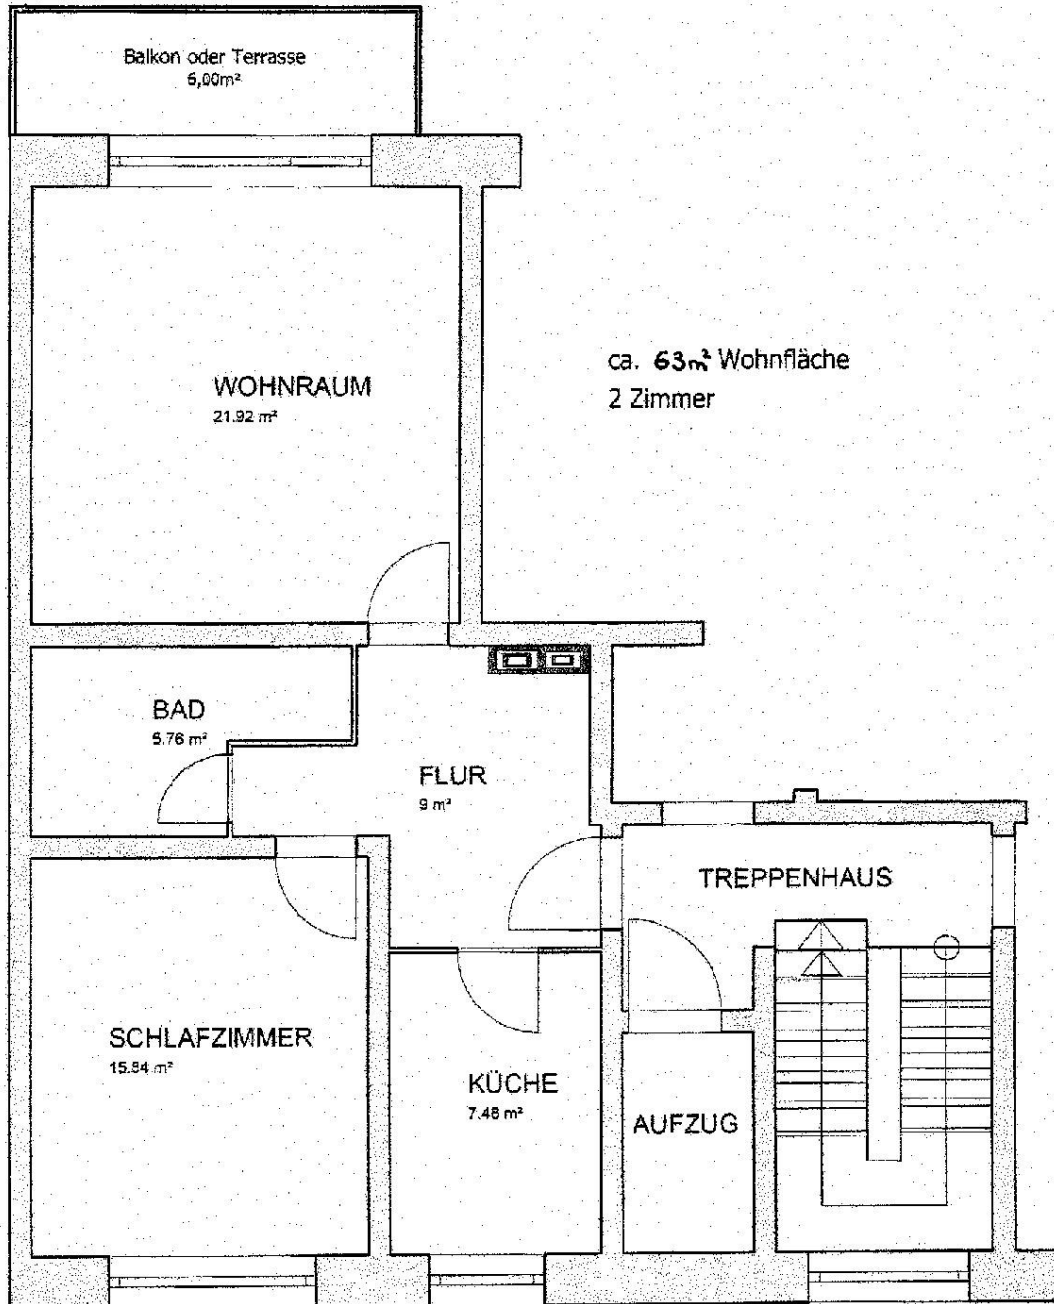 Balkon oder Terrasse
6,00m²
WOHNRAUM
21.92 m²
ca. 63m² Wohnfläche
2 Zimmer
BAD
5.76 m²
FLUR
9 m²
TREPPENHAUS
SCHLAFZIMMER
15.84 m²
KÜCHE
7.46 m²
AUFZUG